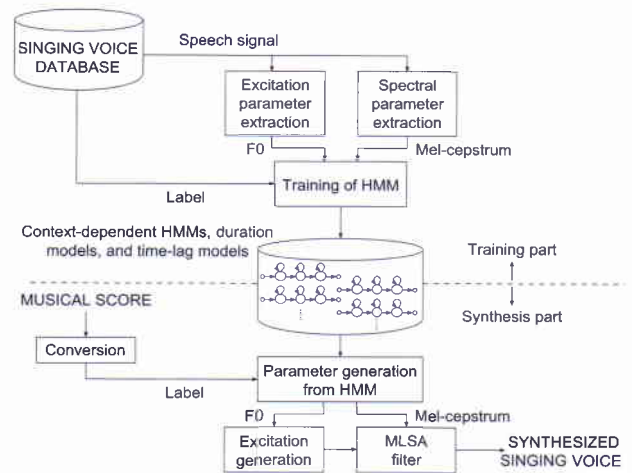 SINGING VOICE
DATABASE
Speech signal
Excitation
parameter
extraction
Spectral
parameter
extraction
F0
Mel-cepstrum
Label
Training of HMM
Context-dependent HMMs, duration
models, and time-lag models
Training part
MUSICAL SCORE
Synthesis part
Conversion
Label
Parameter generation
from HMM
F0
Mel-cepstrum
Excitation
generation
MLSA
filter
SYNTHESIZED
SINGING VOICE